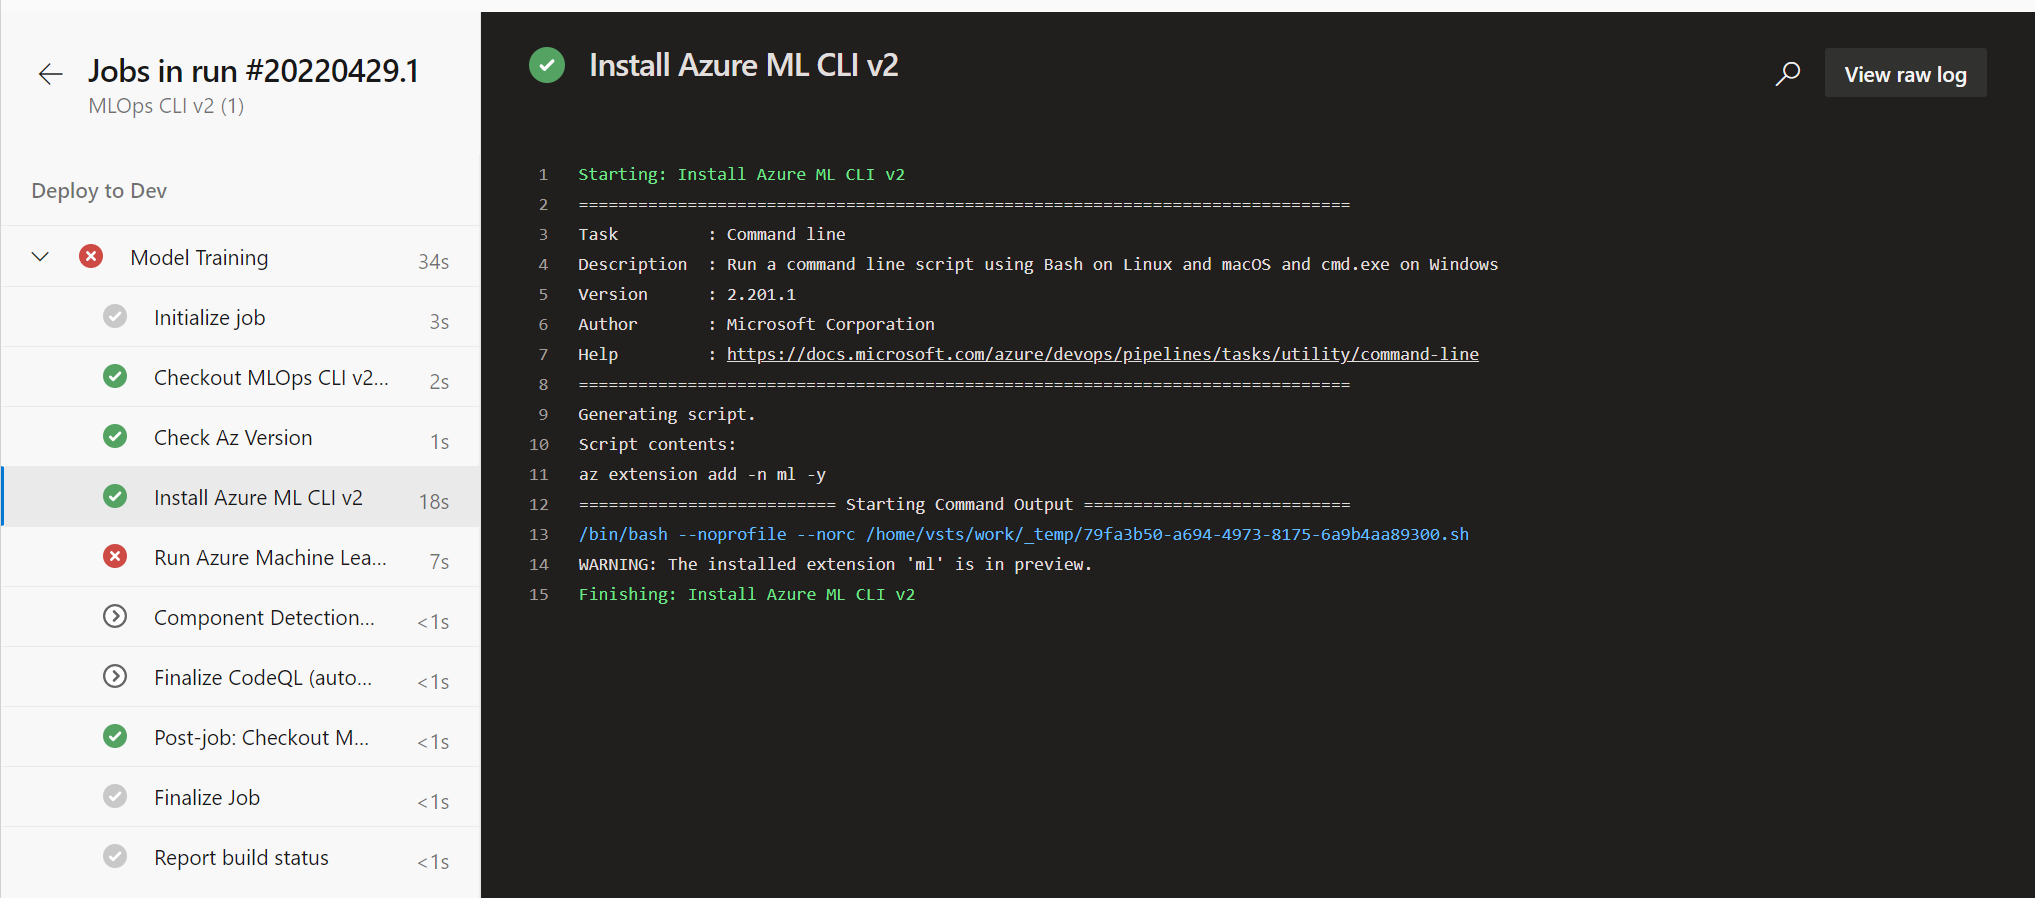 Jobs in run #20220429.1
MLOps CLI v2 (1)
Deploy to Dev
Model Training 34s
Initialize job 3s
Checkout MLOps CLI v2... 2s
Check Az Version 1s
Install Azure ML CLI v2 18s
Run Azure Machine Lea... 7s
Component Detection... <1s
Finalize CodeQL (auto... <1s
Post-job: Checkout M... <1s
Finalize Job <1s
Report build status <1s
Install Azure ML CLI v2
View raw log
1 Starting: Install Azure ML CLI v2
2 ==============================================================================
3 Task : Command line
4 Description : Run a command line script using Bash on Linux and macOS and cmd.exe on Windows
5 Version : 2.201.1
6 Author : Microsoft Corporation
7 Help : https://docs.microsoft.com/azure/devops/pipelines/tasks/utility/command-line
8 ==============================================================================
9 Generating script.
10 Script contents:
11 az extension add -n ml -y
12 ========================== Starting Command Output ===========================
13 /bin/bash --noprofile --norc /home/vsts/work/_temp/79fa3b50-a694-4973-8175-6a9b4aa89300.sh
14 WARNING: The installed extension 'ml' is in preview.
15 Finishing: Install Azure ML CLI v2